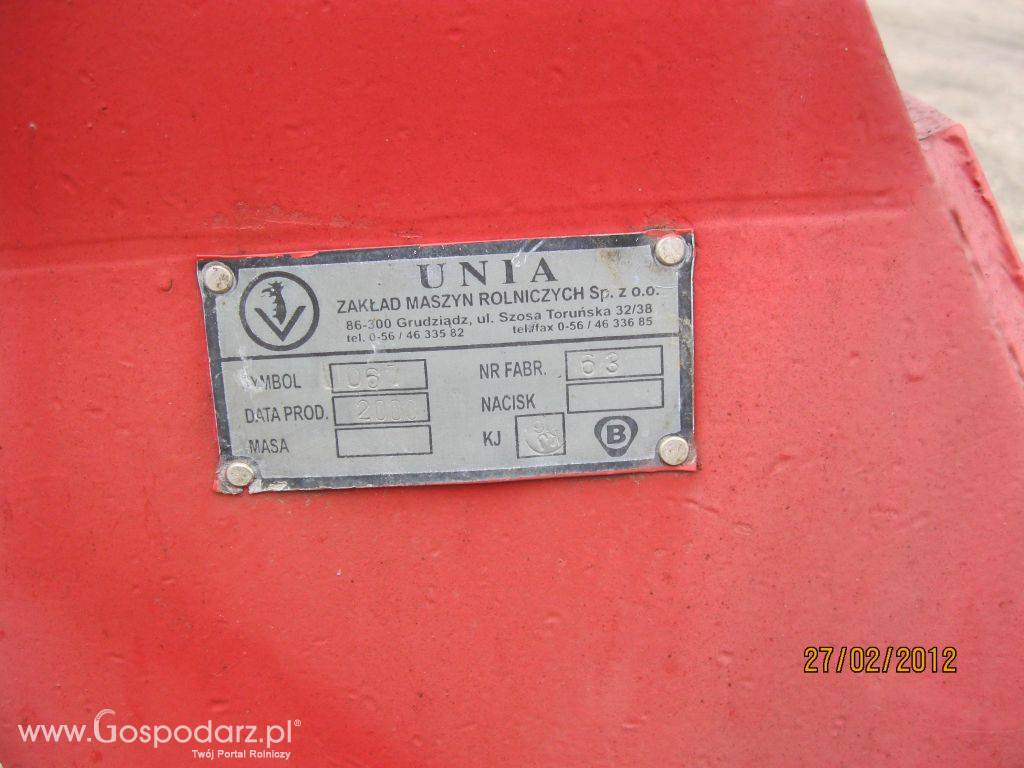 UNIA
ZAKŁAD MASZYN ROLNICZYCH Sp. z o.o.
86-300 Grudziądz, ul. Szosa Toruńska 32/38
tel. 0-56 / 46 335 82 tel./fax 0-56 / 46 336 85
SYMBOL NR FABR. 63
DATA PROD. 2000 NACISK
MASA KJ B
27/02/2012
www.Gospodarz.pl®
Twój Portal Rolniczy